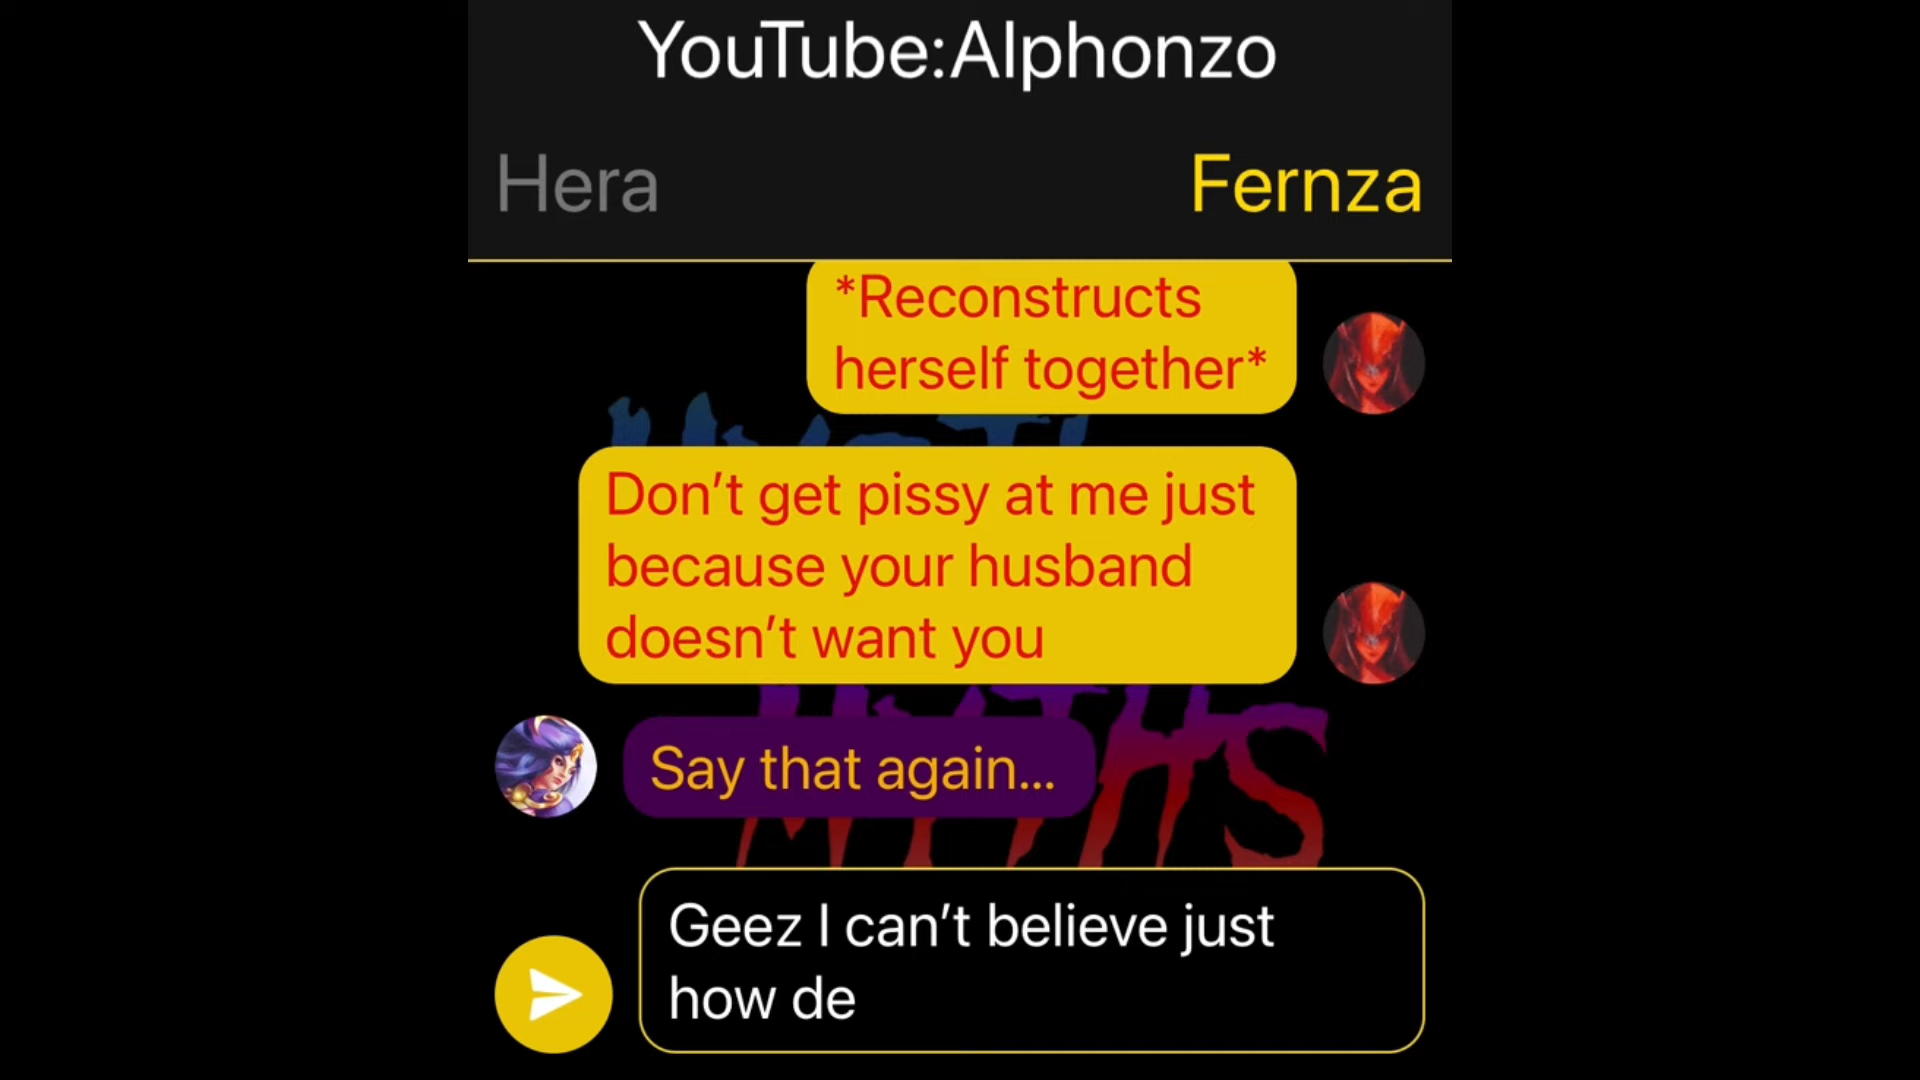 YouTube:Alphonzo
Hera
Fernza
*Reconstructs
herself together*
Don’t get pissy at me just
because your husband
doesn’t want you
MYTHS
Say that again...
Geez I can’t believe just
how de